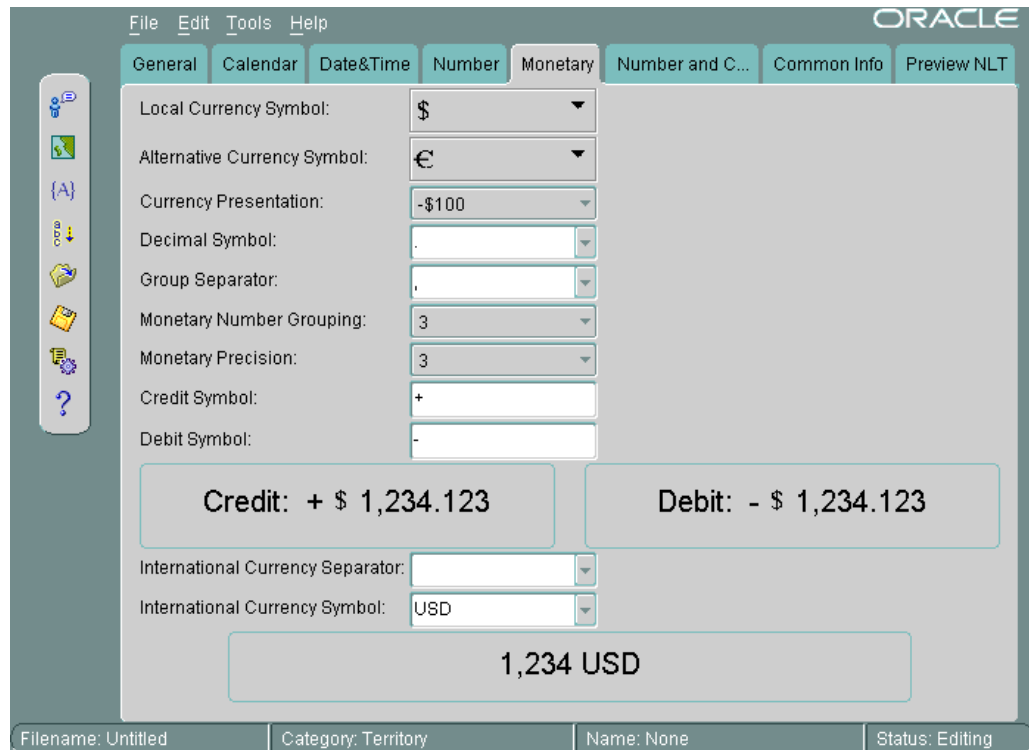 File Edit Tools Help
ORACLE
General Calendar Date&Time Number Monetary Number and C... Common Info Preview NLT
Local Currency Symbol: $
Alternative Currency Symbol: €
{A}
Currency Presentation: -$100
Decimal Symbol: .
a b c
Group Separator: ,
Monetary Number Grouping: 3
Monetary Precision: 3
?
Credit Symbol: +
Debit Symbol: -
Credit: + $ 1,234.123
Debit: - $ 1,234.123
International Currency Separator:
International Currency Symbol: USD
1,234 USD
Filename: Untitled Category: Territory Name: None Status: Editing